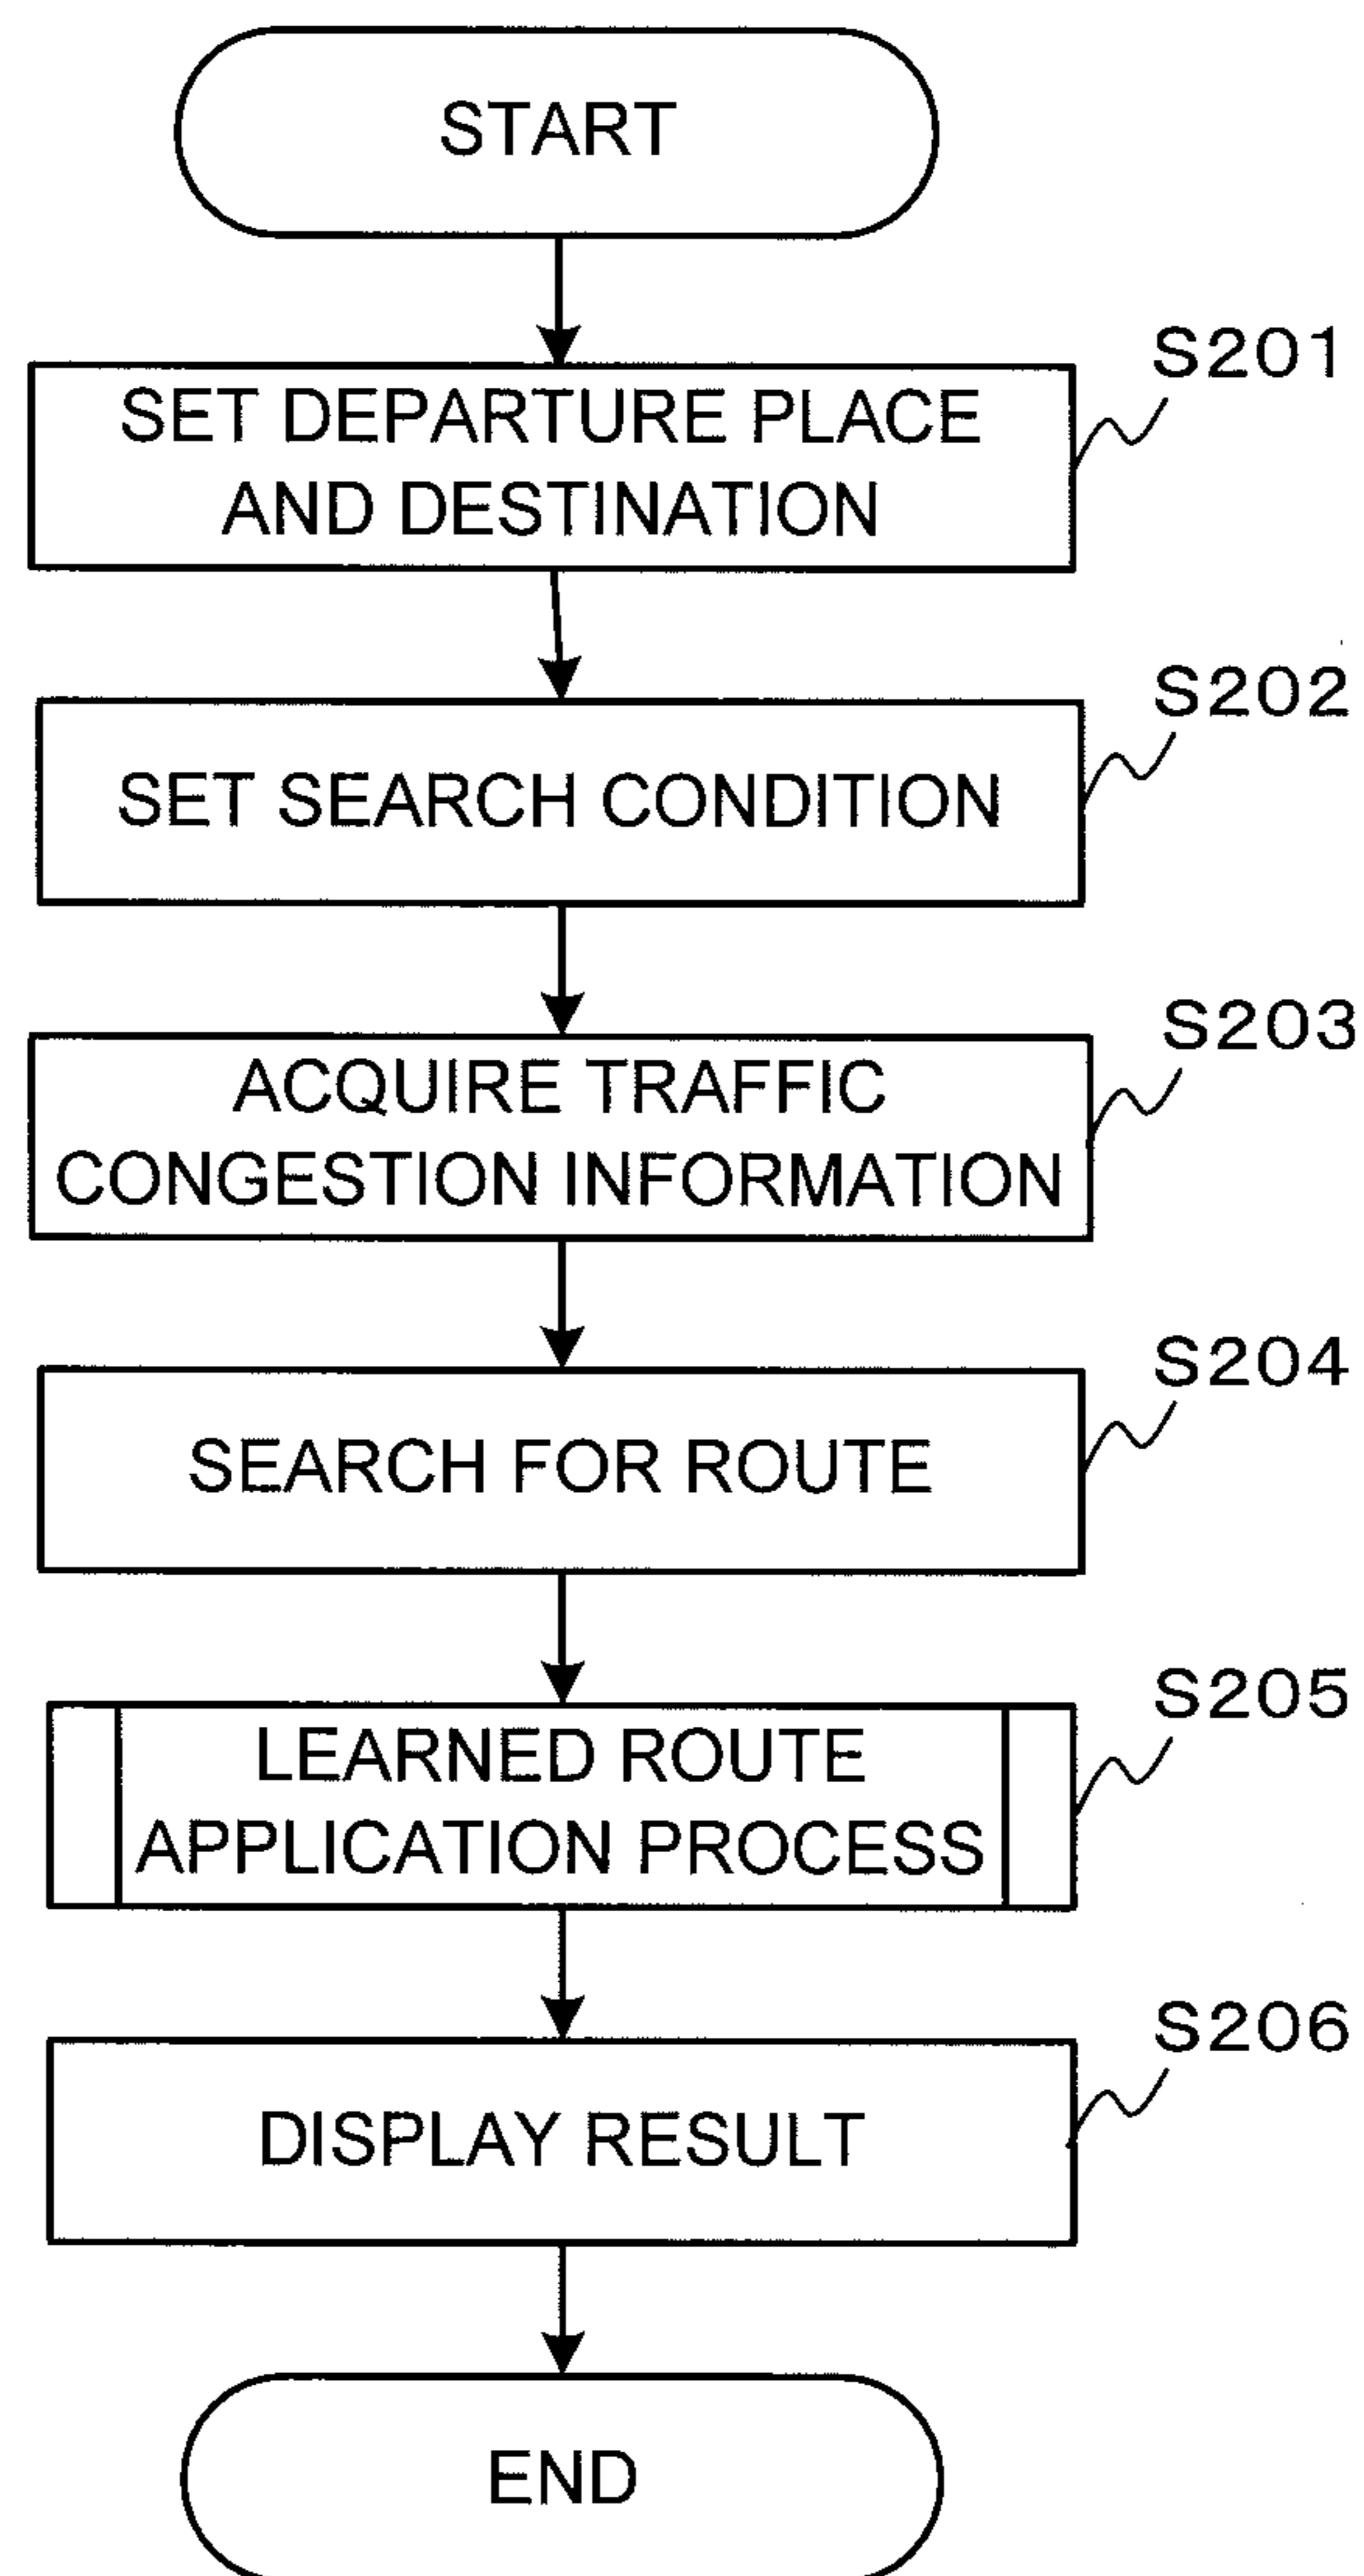 START
S201
SET DEPARTURE PLACE
AND DESTINATION
S202
SET SEARCH CONDITION
S203
ACQUIRE TRAFFIC
CONGESTION INFORMATION
S204
SEARCH FOR ROUTE
S205
LEARNED ROUTE
APPLICATION PROCESS
S206
DISPLAY RESULT
END